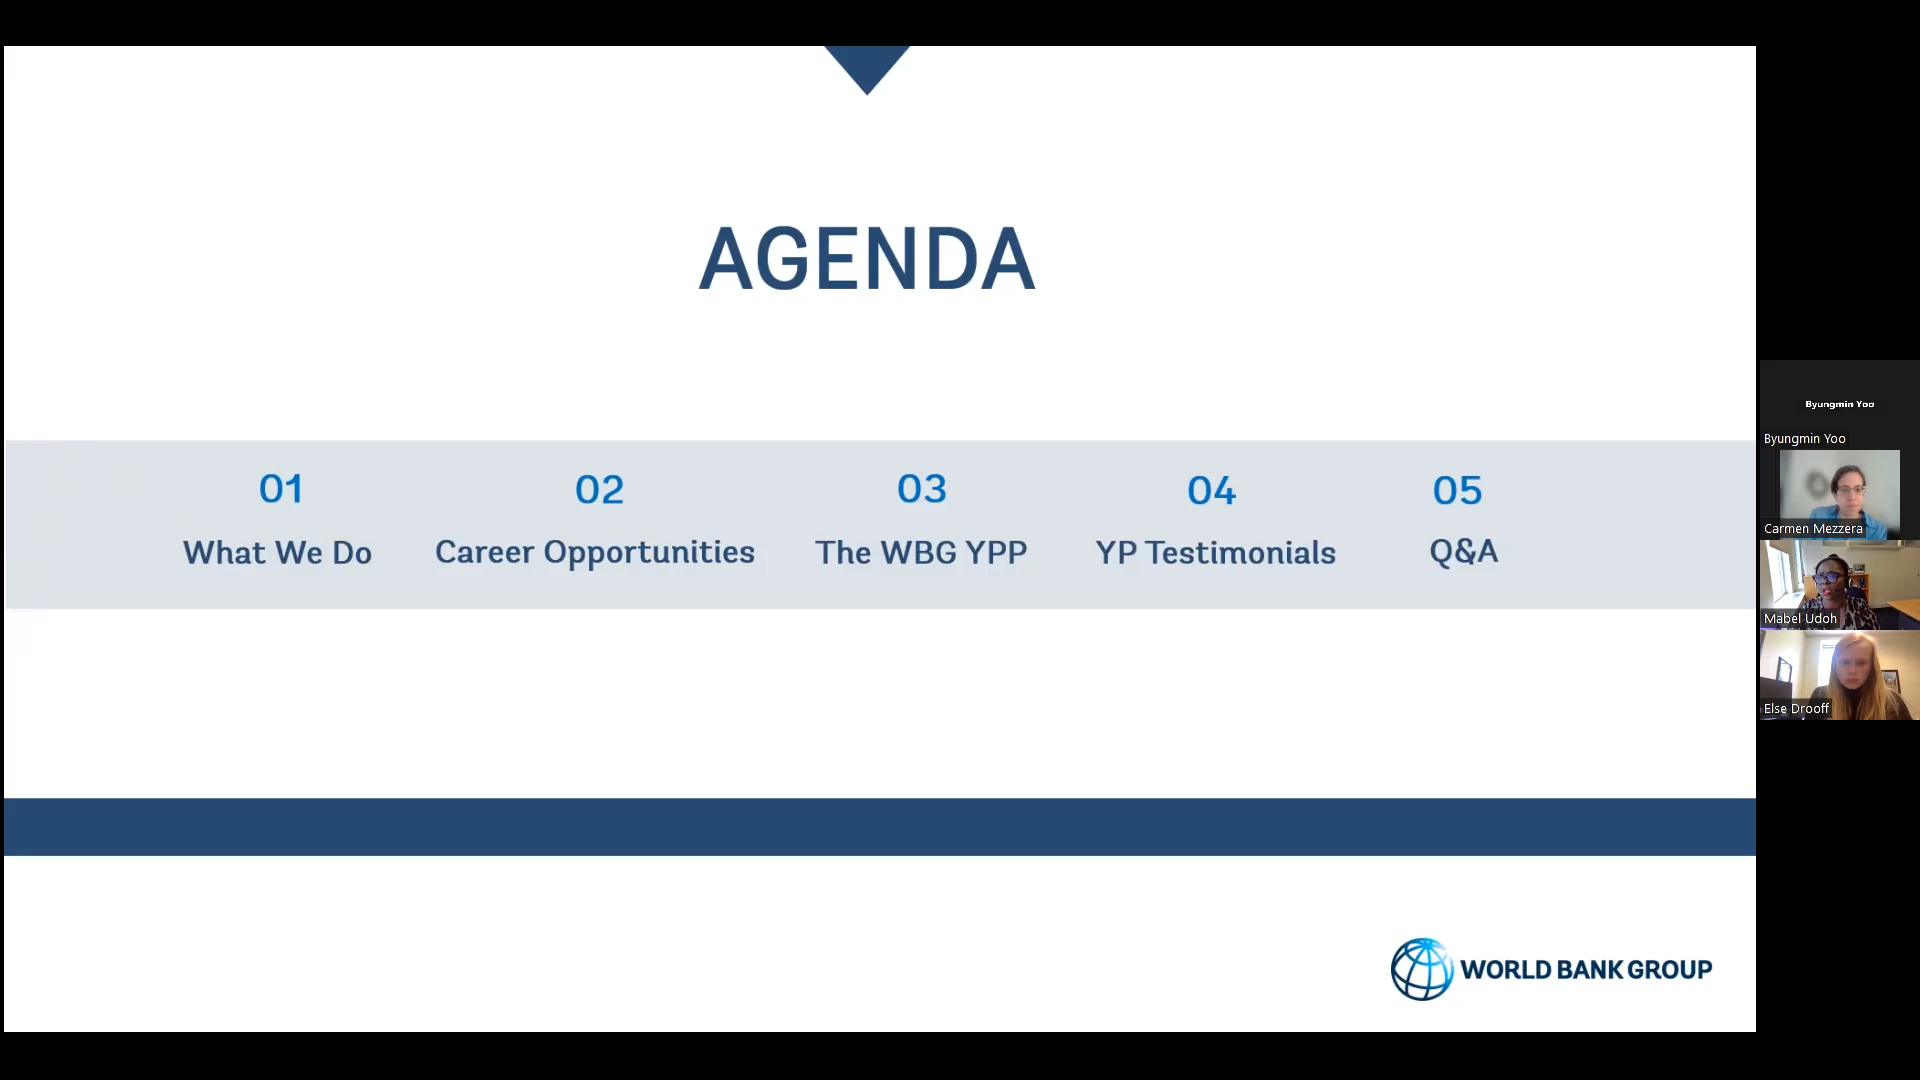 AGENDA
01
What We Do
02
Career Opportunities
03
The WBG YPP
04
YP Testimonials
05
Q&A
WORLD BANK GROUP
Byungmin Yoo
Byungmin Yoo
Carmen Mezzera
Mabel Udoh
Else Drooff